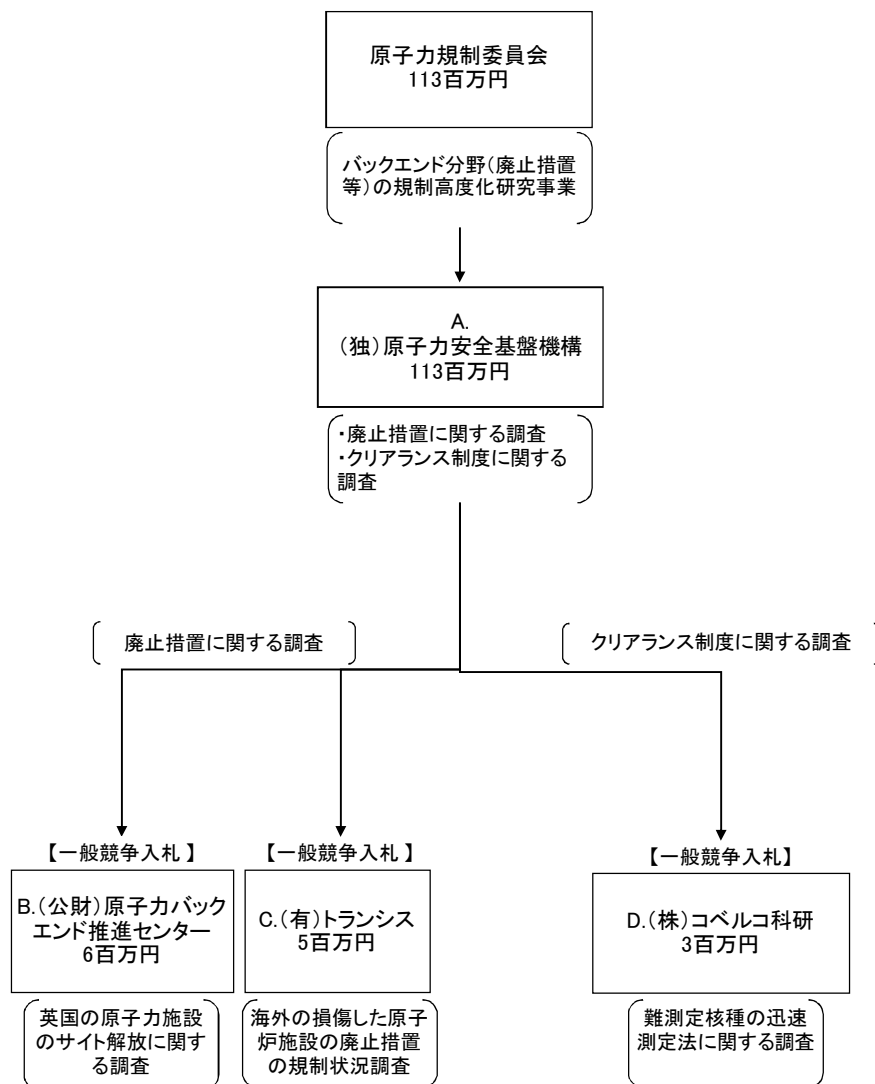 原子力規制委員会
113百万円
バックエンド分野(廃止措置
等)の規制高度化研究事業
A.
(独)原子力安全基盤機構
113百万円
・廃止措置に関する調査
・クリアランス制度に関する
調査
廃止措置に関する調査
クリアランス制度に関する調査
【一般競争入札】
B.(公財)原子力バック
エンド推進センター
6百万円
英国の原子力施設
のサイト解放に関す
る調査
【一般競争入札】
C.(有)トランシス
5百万円
海外の損傷した原子
炉施設の廃止措置
の規制状況調査
【一般競争入札】
D.(株)コベルコ科研
3百万円
難測定核種の迅速
測定法に関する調査